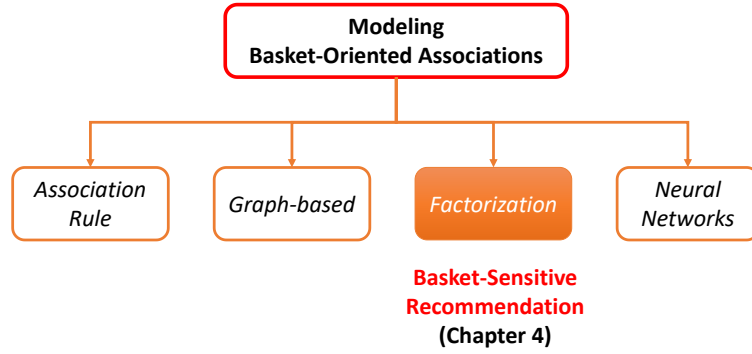 Modeling
Basket-Oriented Associations
Association
Rule
Graph-based
Factorization
Neural
Networks
Basket-Sensitive
Recommendation
(Chapter 4)